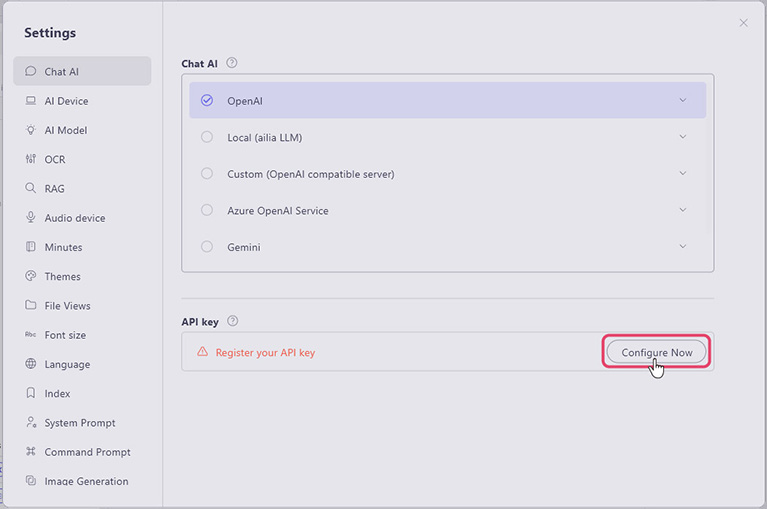 Settings
Chat AI
AI Device
AI Model
OCR
RAG
Audio device
Minutes
Themes
File Views
Abc Font size
Language
Index
System Prompt
Command Prompt
Image Generation
Chat AI ?
OpenAI
Local (ailia LLM)
Custom (OpenAI compatible server)
Azure OpenAI Service
Gemini
API key ?
Register your API key
Configure Now